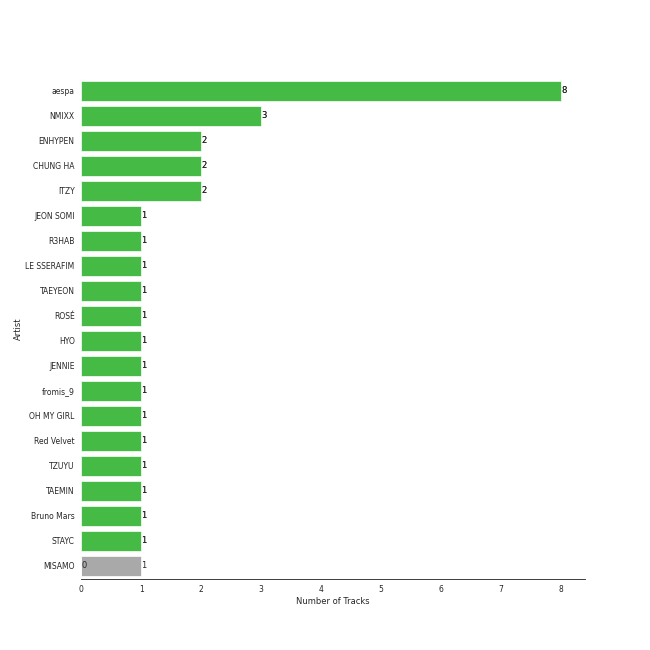 aespa 8
NMIXX 3
ENHYPEN 2
CHUNG HA 2
ITZY 2
JEON SOMI 1
R3HAB 1
LE SSERAFIM 1
TAEYEON 1
ROSÉ 1
HYO 1
JENNIE 1
fromis_9 1
OH MY GIRL 1
Red Velvet 1
TZUYU 1
TAEMIN 1
Bruno Mars 1
STAYC 1
MISAMO 0 1
0 1 2 3 4 5 6 7 8
Number of Tracks
Artist